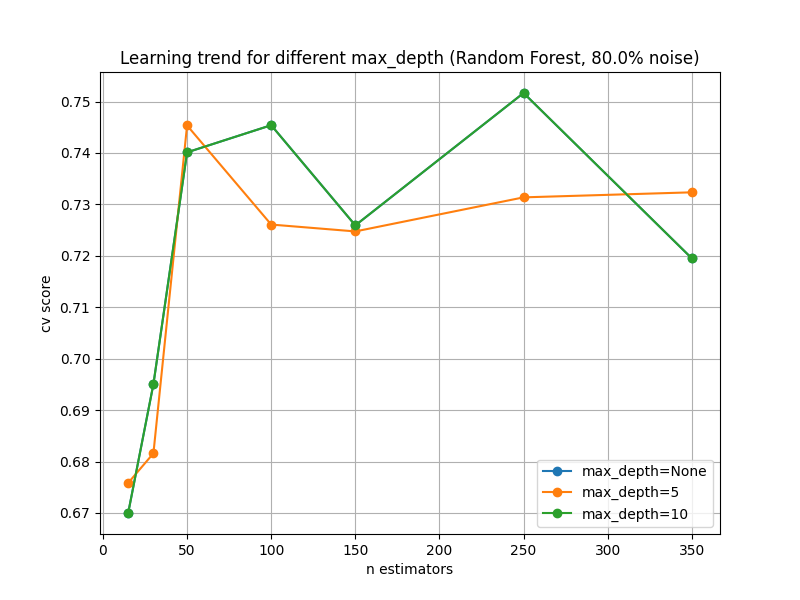 Learning trend for different max_depth (Random Forest, 80.0% noise)
cv score
0.75
0.74
0.73
0.72
0.71
0.70
0.69
0.68
0.67
max_depth=None
max_depth=5
max_depth=10
0 50 100 150 200 250 300 350
n estimators